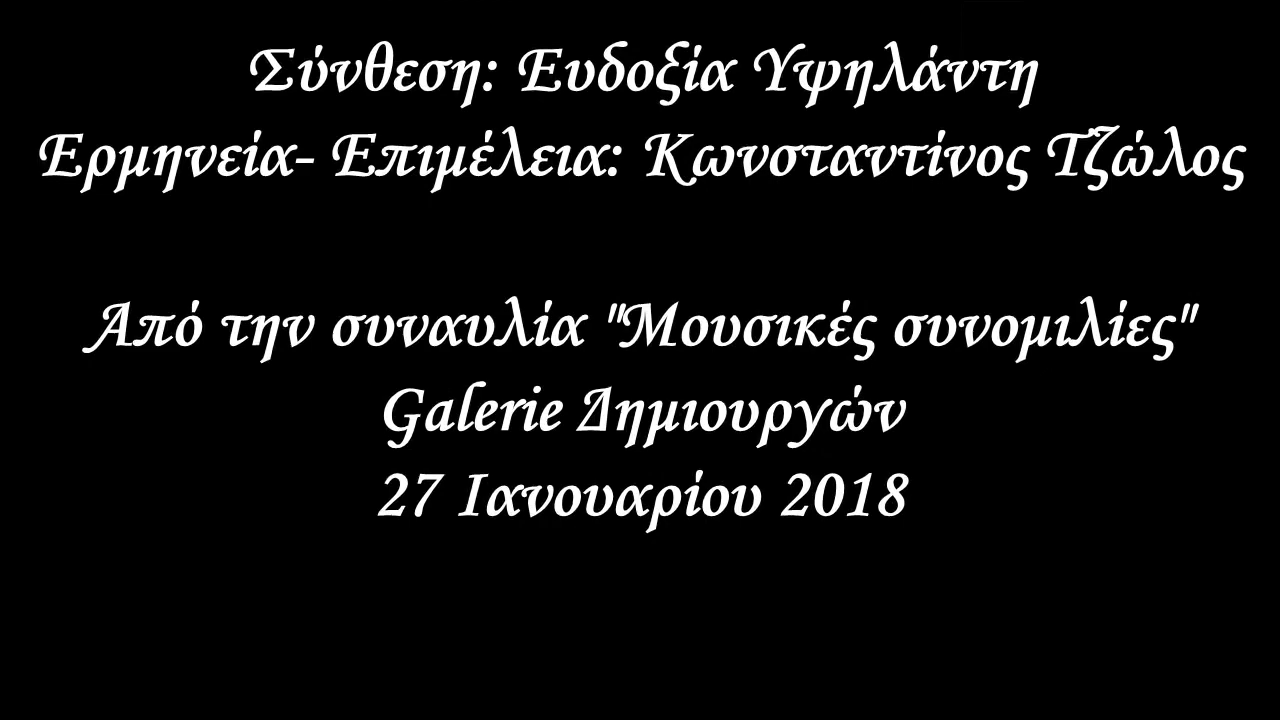 Σύνθεση: Ευδοξία Υψηλάντη
Ερμηνεία- Επιμέλεια: Κωνσταντίνος Τζώλος
Από την συναυλία "Μουσικές συνομιλίες"
Galerie Δημιουργών
27 Ιανουαρίου 2018